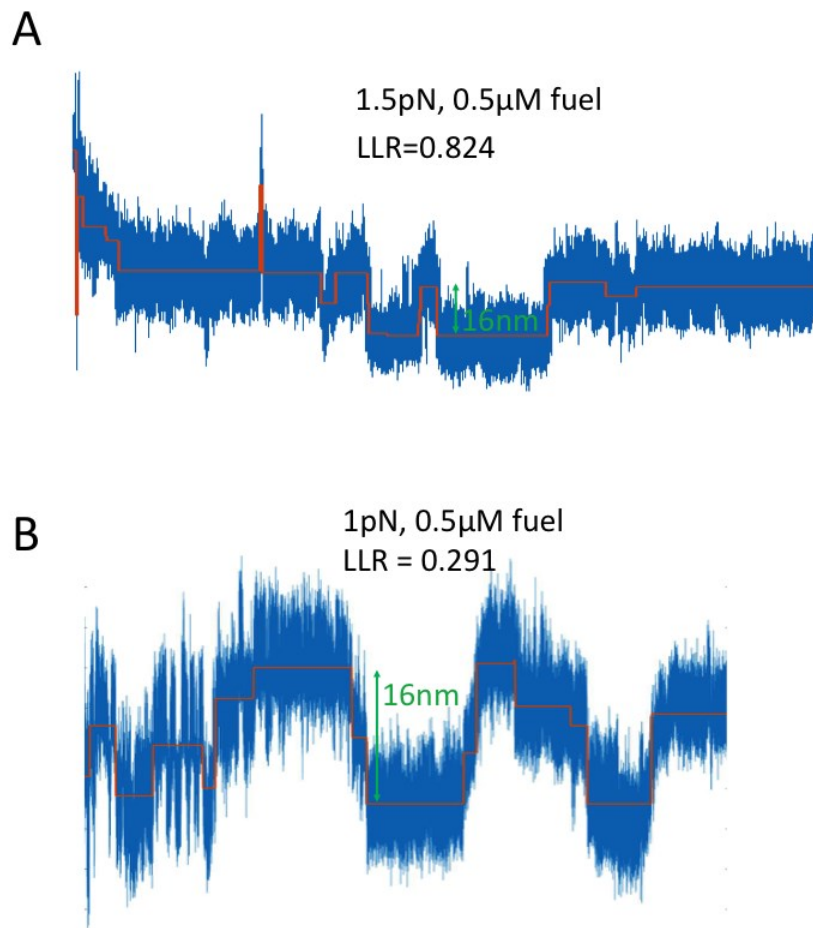 A
1.5pN, 0.5μM fuel
LLR=0.824
16nm
B
1pN, 0.5μM fuel
LLR = 0.291
16nm